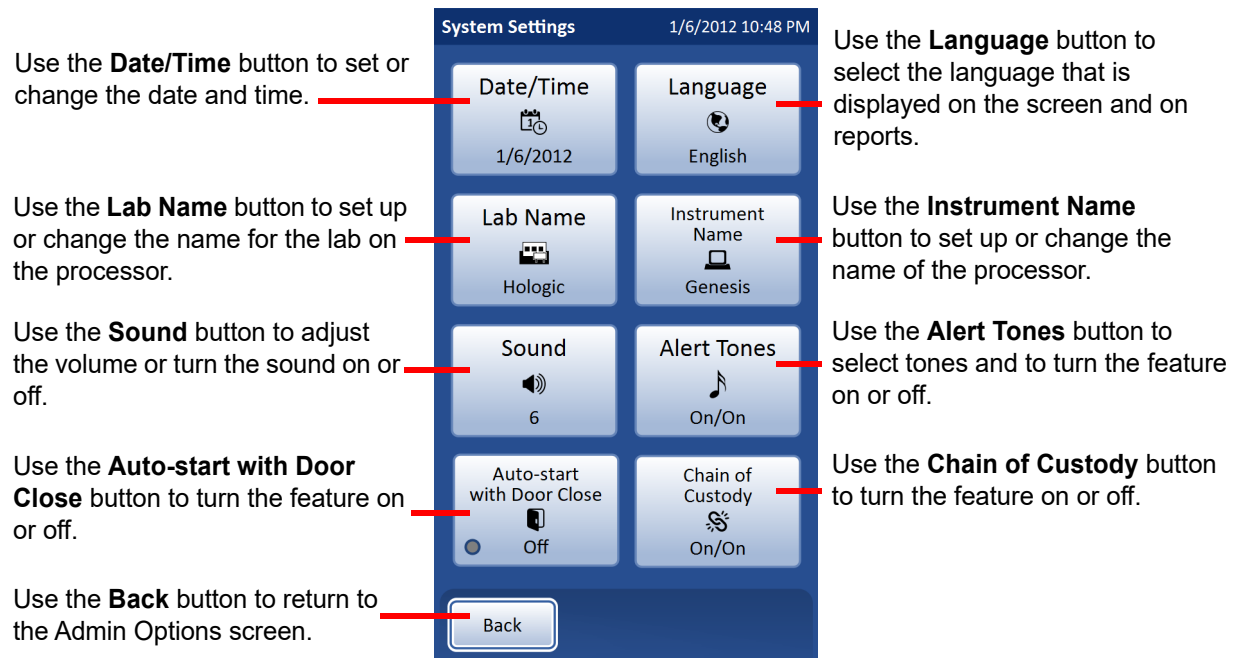 System Settings 1/6/2012 10:48 PM
Use the Date/Time button to set or
change the date and time.
Date/Time
1/6/2012
Language
English
Use the Language button to
select the language that is
displayed on the screen and on
reports.
Use the Lab Name button to set up
or change the name for the lab on
the processor.
Lab Name
Hologic
Instrument
Name
Genesis
Use the Instrument Name
button to set up or change the
name of the processor.
Use the Sound button to adjust
the volume or turn the sound on or
off.
Sound
6
Alert Tones
On/On
Use the Alert Tones button to
select tones and to turn the feature
on or off.
Use the Auto-start with Door
Close button to turn the feature on
or off.
Auto-start
with Door Close
Off
Chain of
Custody
On/On
Use the Chain of Custody button
to turn the feature on or off.
Use the Back button to return to
the Admin Options screen.
Back